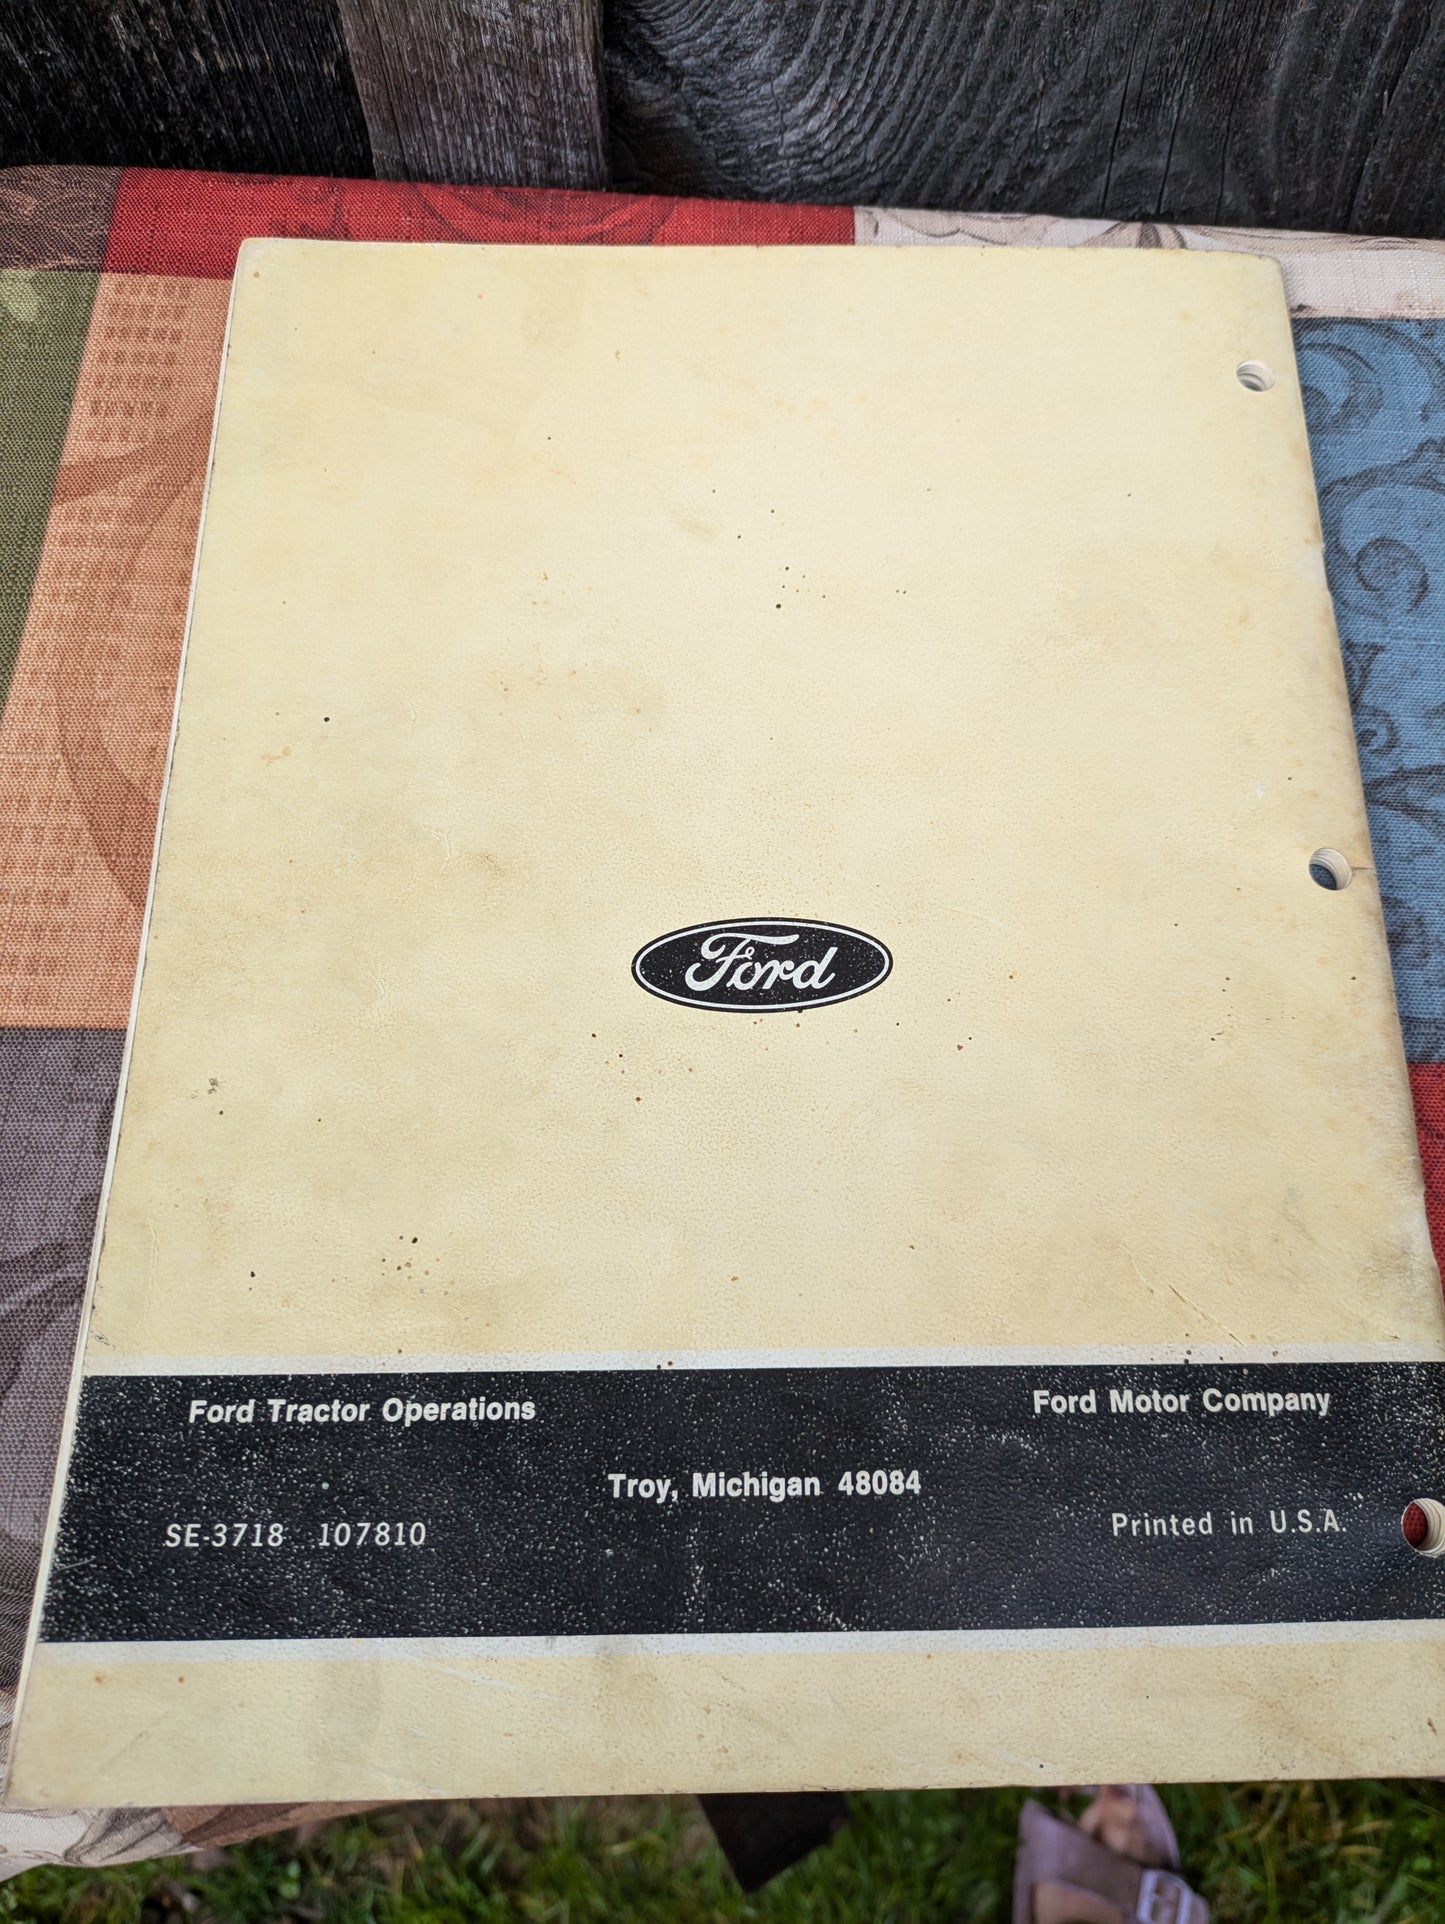 Ford
Ford Tractor Operations
Ford Motor Company
Troy, Michigan 48084
SE-3718 107810
Printed in U.S.A.